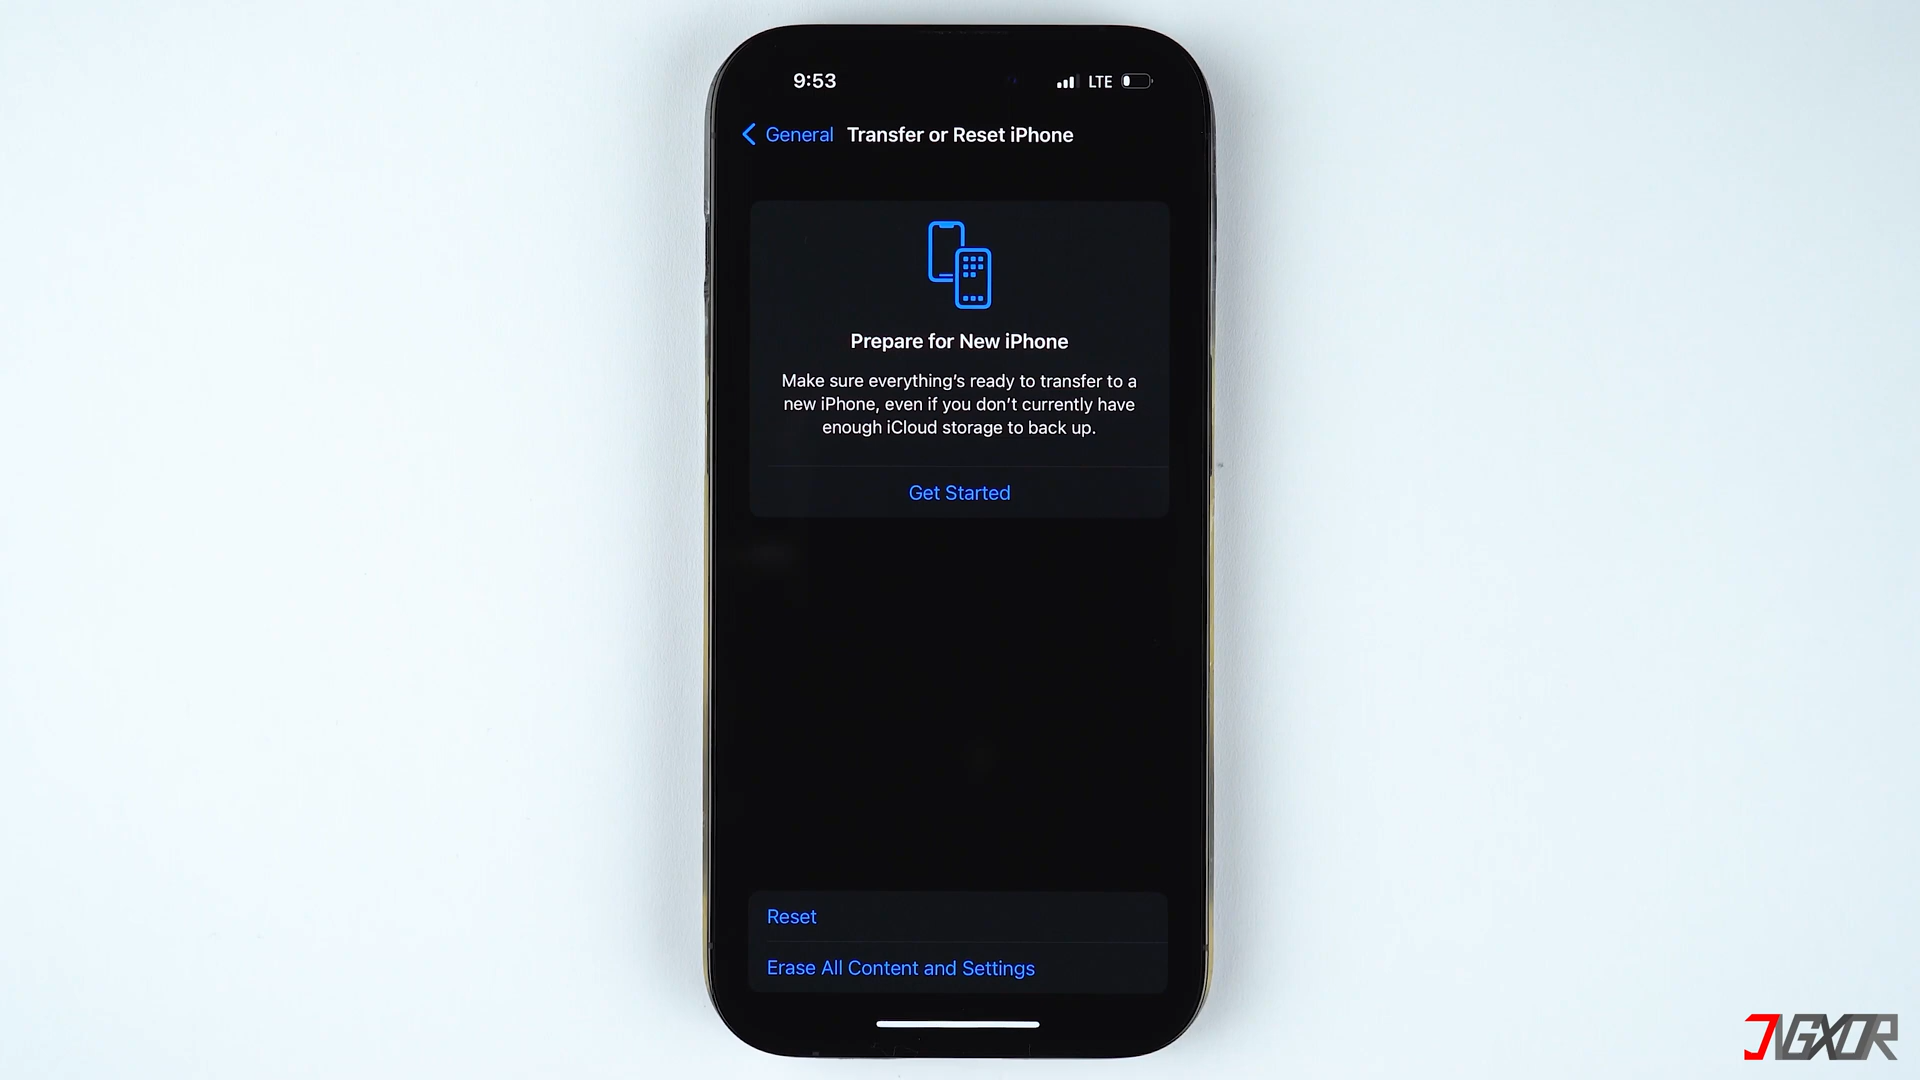 9:53
LTE
General
Transfer or Reset iPhone
Prepare for New iPhone
Make sure everything's ready to transfer to a
new iPhone, even if you don't currently have
enough iCloud storage to back up.
Get Started
Reset
Erase All Content and Settings
JVGXOR